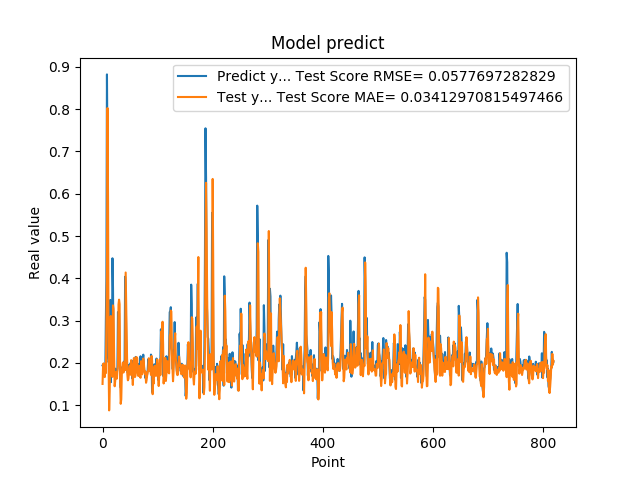 Model predict
Predict y... Test Score RMSE= 0.0577697282829
Test y... Test Score MAE= 0.03412970815497466
Real value
0.9
0.8
0.7
0.6
0.5
0.4
0.3
0.2
0.1
0 200 400 600 800
Point